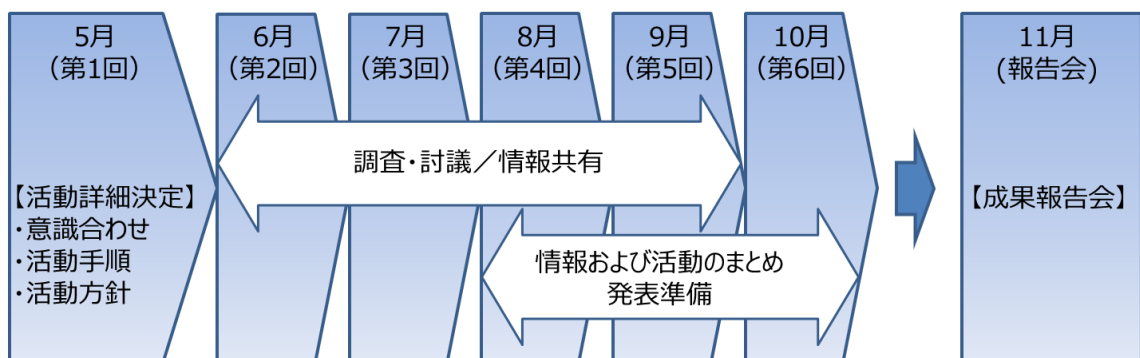 5月
（第1回）
6月
（第2回）
7月
（第3回）
8月
（第4回）
9月
（第5回）
10月
（第6回）
11月
(報告会)
調査・討議／情報共有
【活動詳細決定】
・意識合わせ
・活動手順
・活動方針
【成果報告会】
情報および活動のまとめ
発表準備